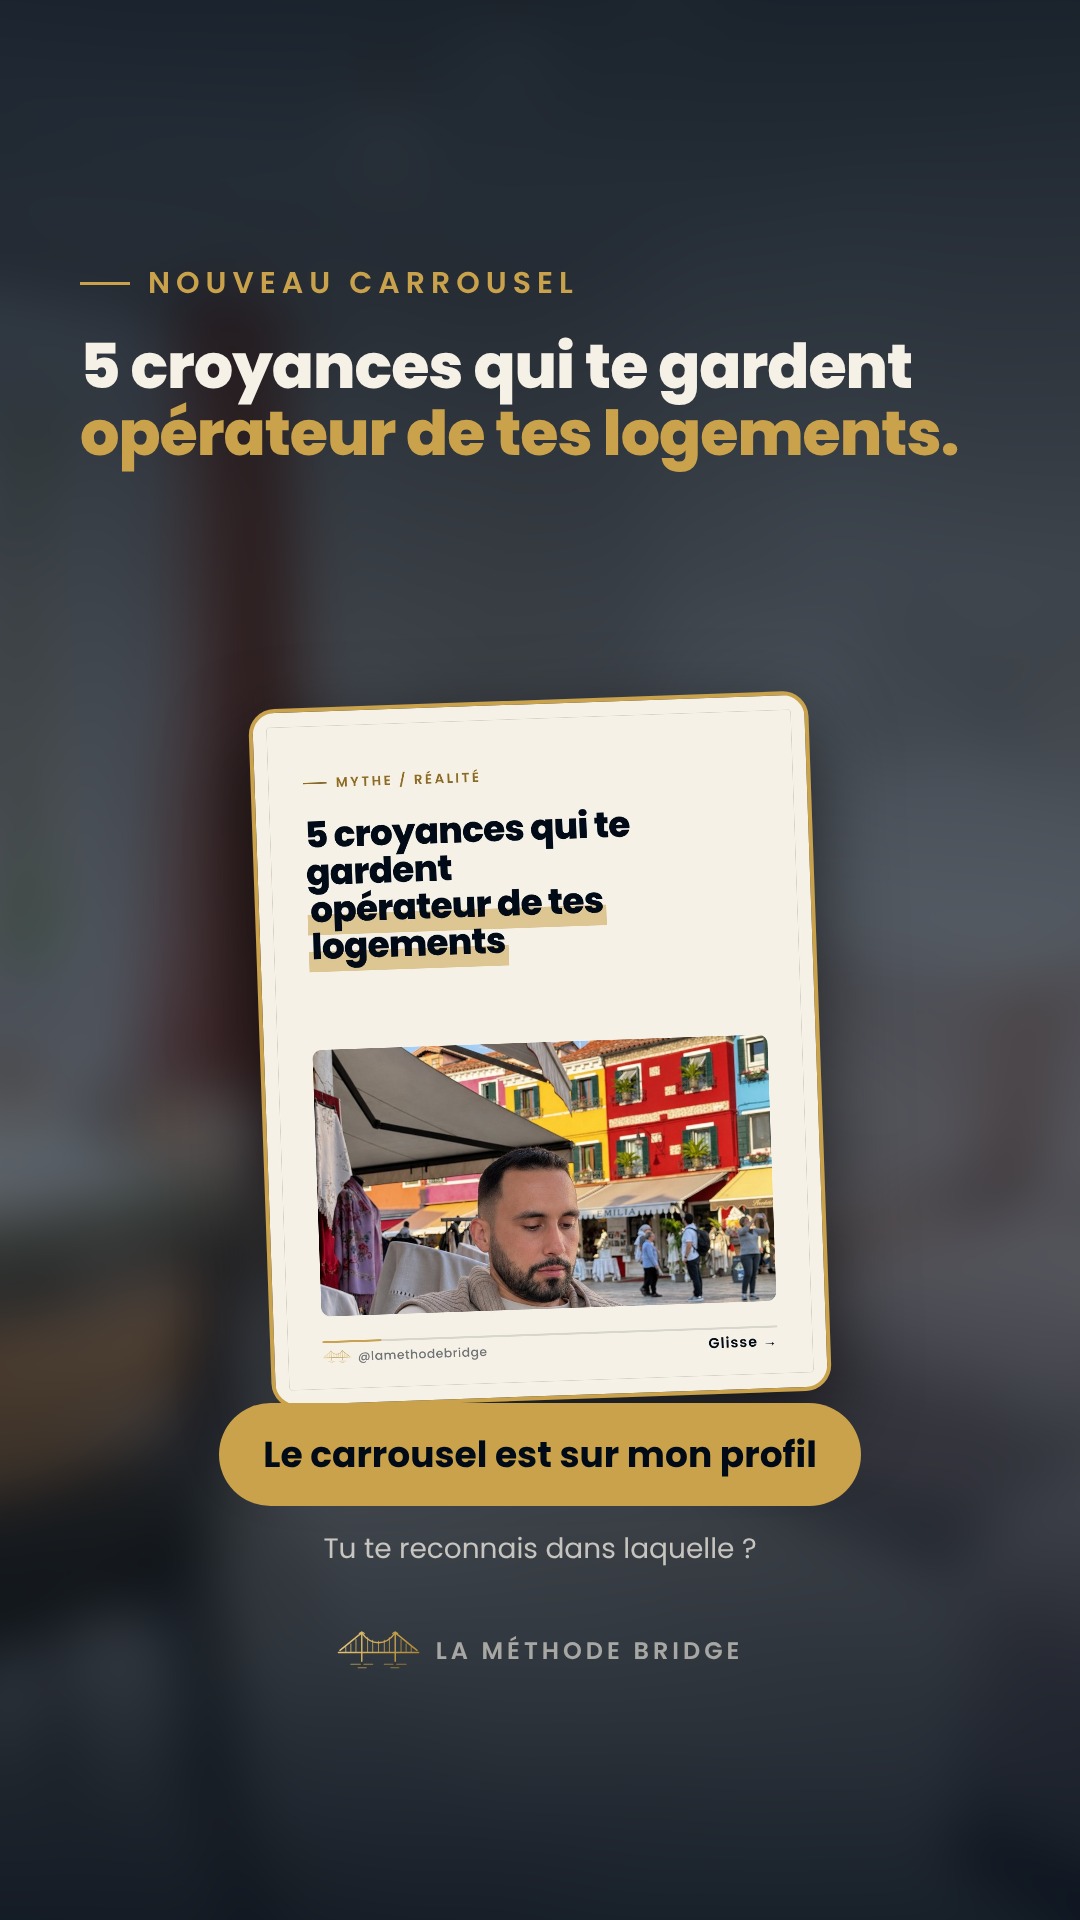 NOUVEAU CARROUSEL
5 croyances qui te gardent
opérateur de tes logements.
MYTHE / RÉALITÉ
5 croyances qui te
gardent
opérateur de tes
logements
EMILIA
@lamethodebridge
Glisse →
Le carrousel est sur mon profil
Tu te reconnais dans laquelle ?
LA MÉTHODE BRIDGE